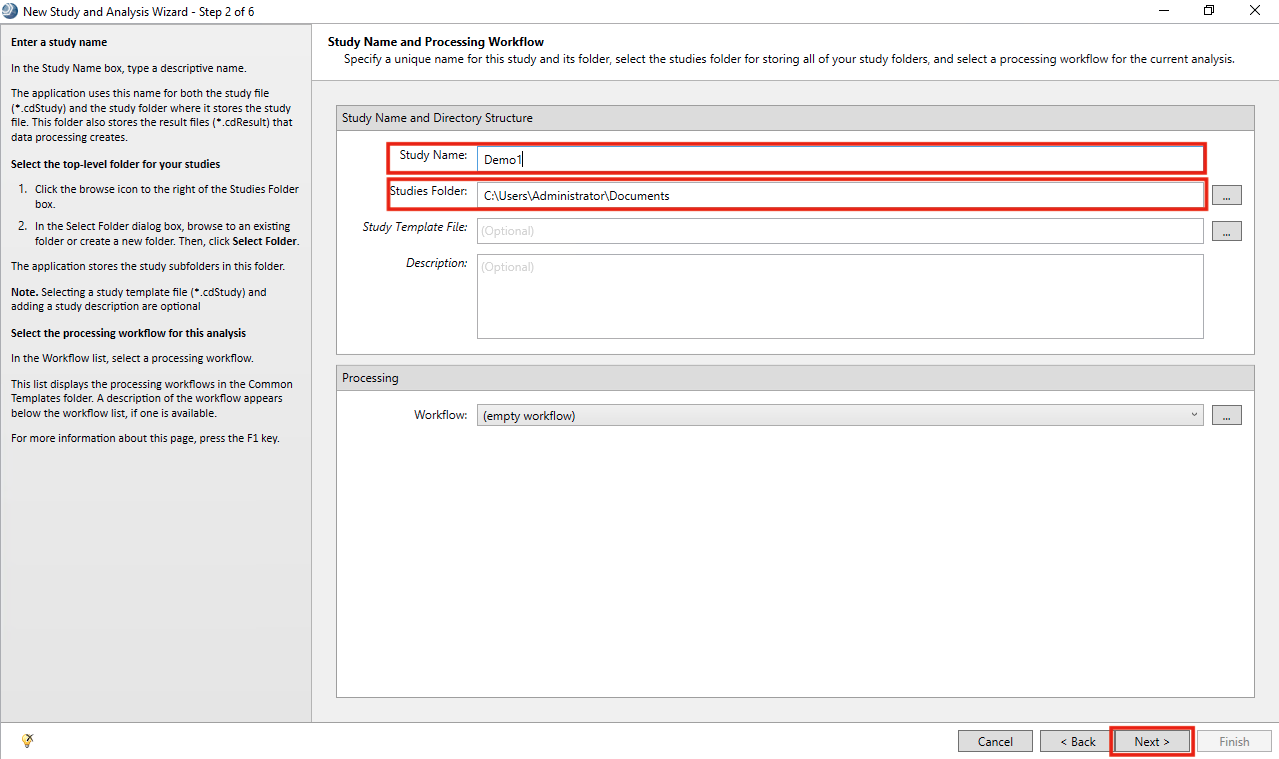 New Study and Analysis Wizard - Step 2 of 6
Enter a study name
In the Study Name box, type a descriptive name.
The application uses this name for both the study file
(*.cdStudy) and the study folder where it stores the study
file. This folder also stores the result files (*.cdResult) that
data processing creates.
Select the top-level folder for your studies
1. Click the browse icon to the right of the Studies Folder
box.
2. In the Select Folder dialog box, browse to an existing
folder or create a new folder. Then, click Select Folder.
The application stores the study subfolders in this folder.
Note. Selecting a study template file (*.cdStudy) and
adding a study description are optional
Select the processing workflow for this analysis
In the Workflow list, select a processing workflow.
This list displays the processing workflows in the Common
Templates folder. A description of the workflow appears
below the workflow list, if one is available.
For more information about this page, press the F1 key.
Study Name and Processing Workflow
Specify a unique name for this study and its folder, select the studies folder for storing all of your study folders, and select a processing workflow for the current analysis.
Study Name and Directory Structure
Study Name: Demo1
Studies Folder: C:\Users\Administrator\Documents ...
Study Template File: (Optional) ...
Description: (Optional)
Processing
Workflow: (empty workflow) ...
Cancel < Back Next > Finish